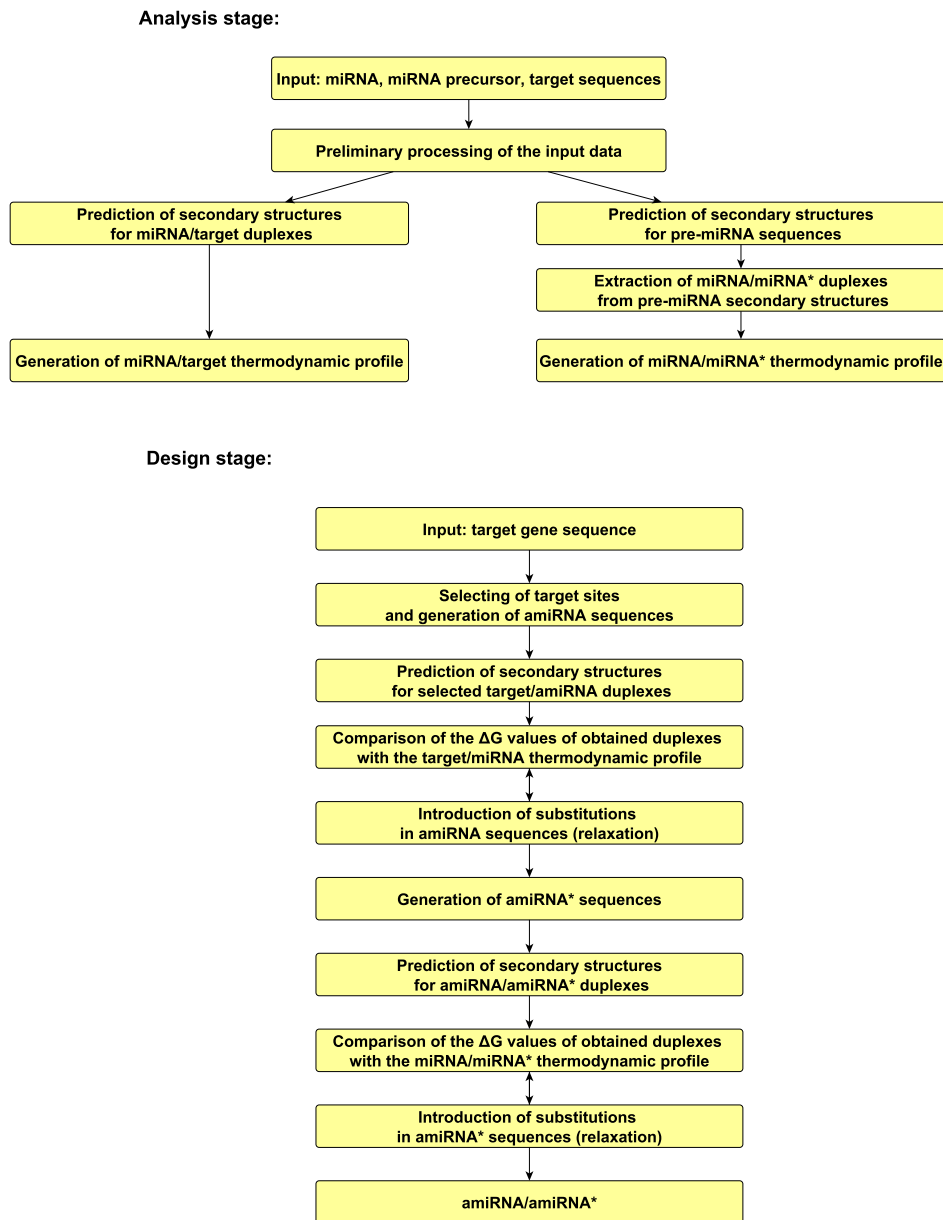 Analysis stage:
Input: miRNA, miRNA precursor, target sequences
Preliminary processing of the input data
Prediction of secondary structures
for miRNA/target duplexes
Generation of miRNA/target thermodynamic profile
Prediction of secondary structures
for pre-miRNA sequences
Extraction of miRNA/miRNA* duplexes
from pre-miRNA secondary structures
Generation of miRNA/miRNA* thermodynamic profile
Design stage:
Input: target gene sequence
Selecting of target sites
and generation of amiRNA sequences
Prediction of secondary structures
for selected target/amiRNA duplexes
Comparison of the ΔG values of obtained duplexes
with the target/miRNA thermodynamic profile
Introduction of substitutions
in amiRNA sequences (relaxation)
Generation of amiRNA* sequences
Prediction of secondary structures
for amiRNA/amiRNA* duplexes
Comparison of the ΔG values of obtained duplexes
with the miRNA/miRNA* thermodynamic profile
Introduction of substitutions
in amiRNA* sequences (relaxation)
amiRNA/amiRNA*